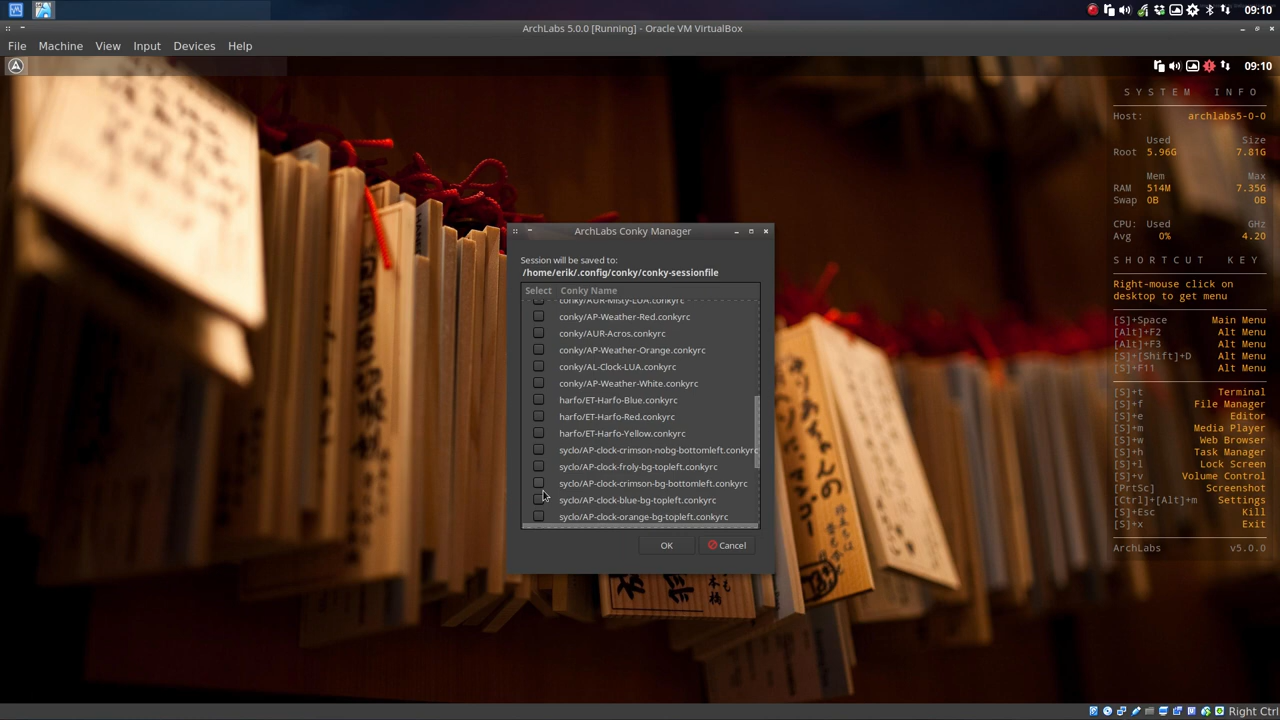 09:10
ArchLabs 5.0.0 [Running] - Oracle VM VirtualBox
File Machine View Input Devices Help
09:10
SYSTEM INFO
Host: archlabs5-0-0
Used Size
Root 5.96G 7.81G
Mem Max
RAM 514M 7.35G
Swap 0B 0B
CPU: GHz
Avg 0% 4.20
SHORTCUT KEY
Right-mouse click on
desktop to get menu
[S]+Space Main Menu
[Alt]+F2 Alt Menu
[Alt]+F3 Alt Menu
[S]+[Shift]+D Alt Menu
[S]+F11 Alt Menu
[S]+t Terminal
[S]+f File Manager
[S]+e Editor
[S]+m Media Player
[S]+w Web Browser
[S]+h Task Manager
[S]+l Lock Screen
[S]+v Volume Control
[PrtSc] Screenshot
[Ctrl]+[Alt]+m Settings
[S]+Esc Kill
[S]+x Exit
ArchLabs v5.0.0
ArchLabs Conky Manager
Session will be saved to:
/home/erik/.config/conky/conky-sessionfile
Select Conky Name
conky/AUR-Misty-LUA.conkyrc
conky/AP-Weather-Red.conkyrc
conky/AUR-Acros.conkyrc
conky/AP-Weather-Orange.conkyrc
conky/AL-Clock-LUA.conkyrc
conky/AP-Weather-White.conkyrc
harfo/ET-Harfo-Blue.conkyrc
harfo/ET-Harfo-Red.conkyrc
harfo/ET-Harfo-Yellow.conkyrc
syclo/AP-clock-crimson-nobg-bottomleft.conkyrc
syclo/AP-clock-froly-bg-topleft.conkyrc
syclo/AP-clock-crimson-bg-bottomleft.conkyrc
syclo/AP-clock-blue-bg-topleft.conkyrc
syclo/AP-clock-orange-bg-topleft.conkyrc
OK Cancel
Right Ctrl